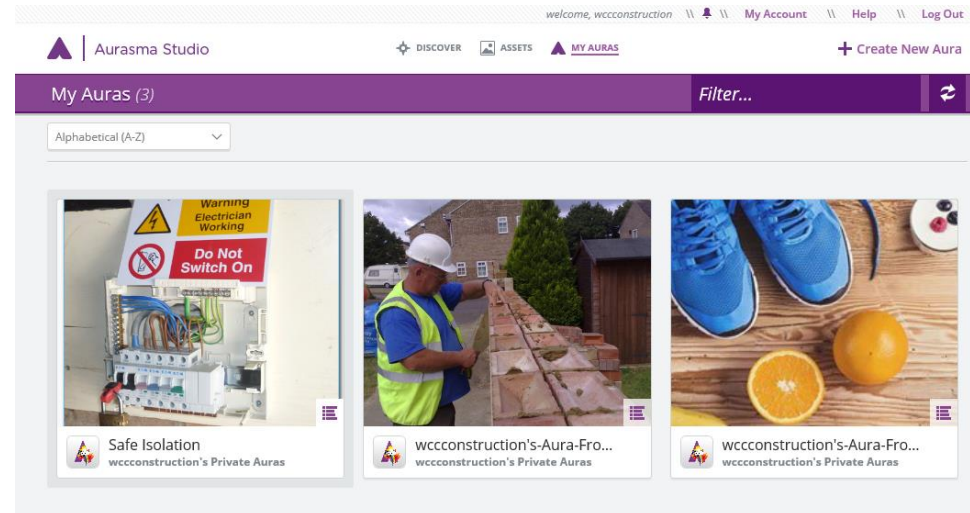 welcome, wccconstruction \\ \\ My Account \\ Help \\ Log Out
Aurasma Studio
DISCOVER ASSETS MY AURAS
Create New Aura
My Auras (3)
Filter...
Alphabetical (A-Z)
Warning
Electrician
Working
Do Not
Switch On
Safe Isolation
wccconstruction's Private Auras
wccconstruction's-Aura-Fro...
wccconstruction's Private Auras
wccconstruction's-Aura-Fro...
wccconstruction's Private Auras